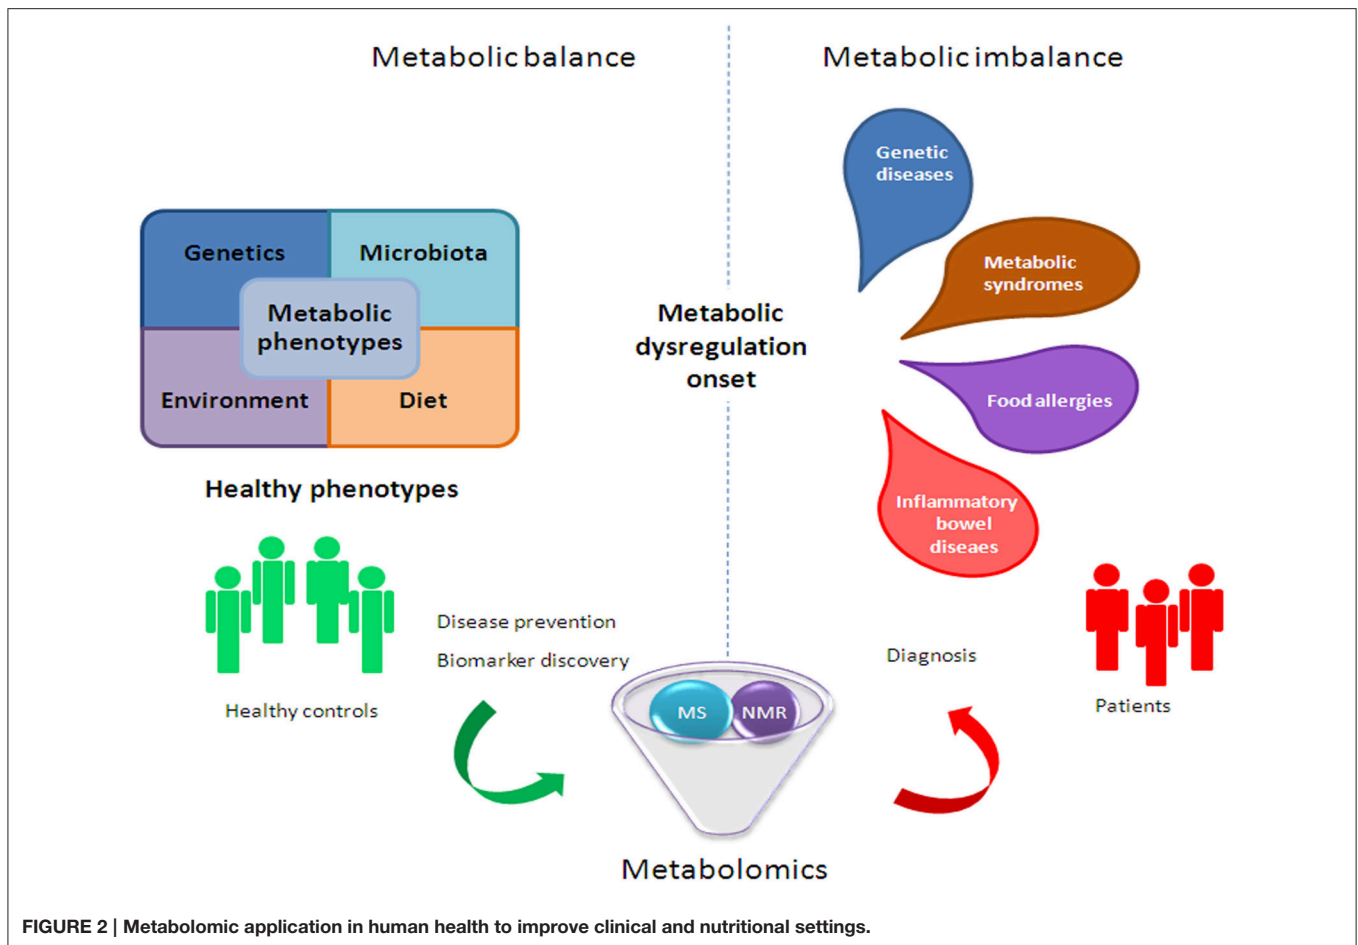 Metabolic balance
Metabolic imbalance
Genetic
diseases
Metabolic
syndromes
Food allergies
Inflammatory
bowel
diseaes
Genetics
Microbiota
Metabolic
phenotypes
Environment
Diet
Metabolic
dysregulation
onset
Healthy phenotypes
Healthy controls
Disease prevention
Biomarker discovery
MS
NMR
Metabolomics
Diagnosis
Patients
FIGURE 2 | Metabolomic application in human health to improve clinical and nutritional settings.